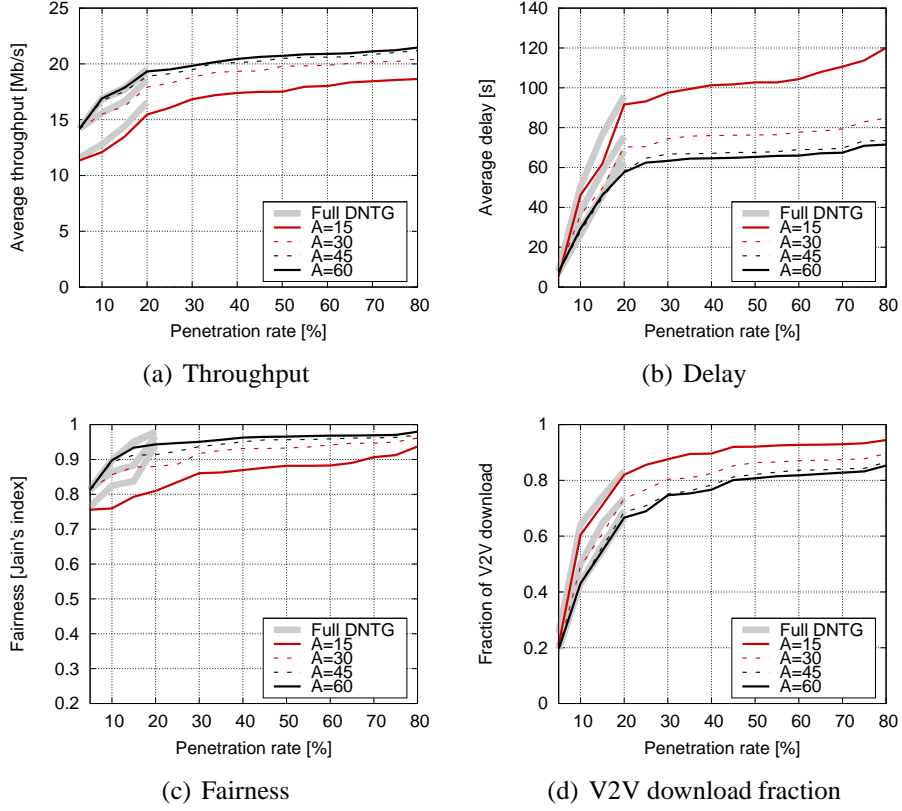 25
20
15
10
5
0
Average throughput [Mb/s]
Full DNTG
A=15
A=30
A=45
A=60
10 20 30 40 50 60 70 80
Penetration rate [%]
(a) Throughput
140
120
100
80
60
40
20
0
Average delay [s]
Full DNTG
A=15
A=30
A=45
A=60
10 20 30 40 50 60 70 80
Penetration rate [%]
(b) Delay
1
0.9
0.8
0.7
0.6
0.5
0.4
0.3
0.2
Fairness [Jain's index]
Full DNTG
A=15
A=30
A=45
A=60
10 20 30 40 50 60 70 80
Penetration rate [%]
(c) Fairness
1
0.8
0.6
0.4
0.2
0
Fraction of V2V download
Full DNTG
A=15
A=30
A=45
A=60
10 20 30 40 50 60 70 80
Penetration rate [%]
(d) V2V download fraction